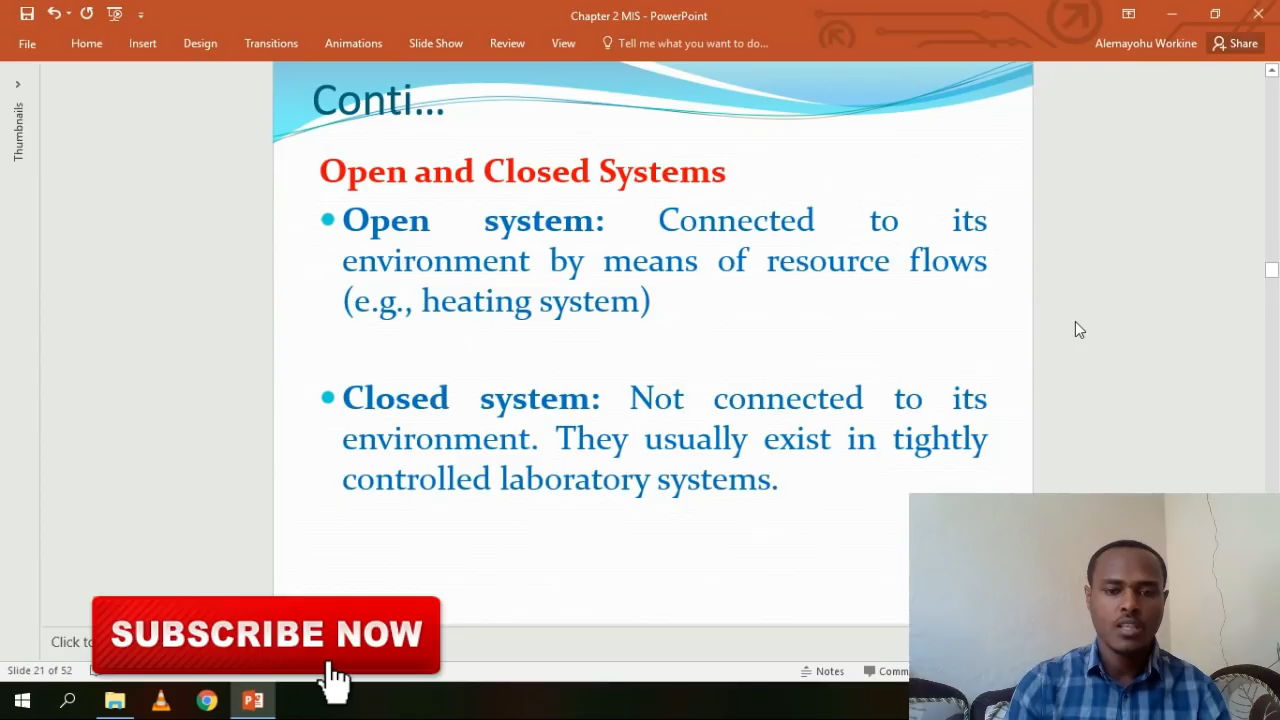 Chapter 2 MIS - PowerPoint
File Home Insert Design Transitions Animations Slide Show Review View Tell me what you want to do... Alemayohu Workine Share
Thumbnails
Conti...
Open and Closed Systems
Open system: Connected to its
environment by means of resource flows
(e.g., heating system)
Closed system: Not connected to its
environment. They usually exist in tightly
controlled laboratory systems.
SUBSCRIBE NOW
Click
Slide 21 of 52 Notes